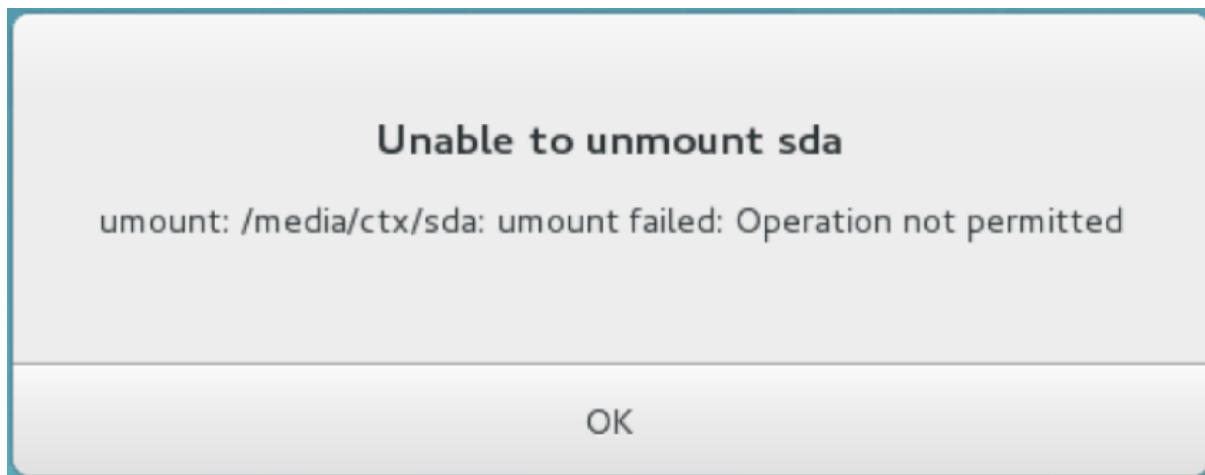 Unable to unmount sda
umount: /media/ctx/sda: umount failed: Operation not permitted
OK